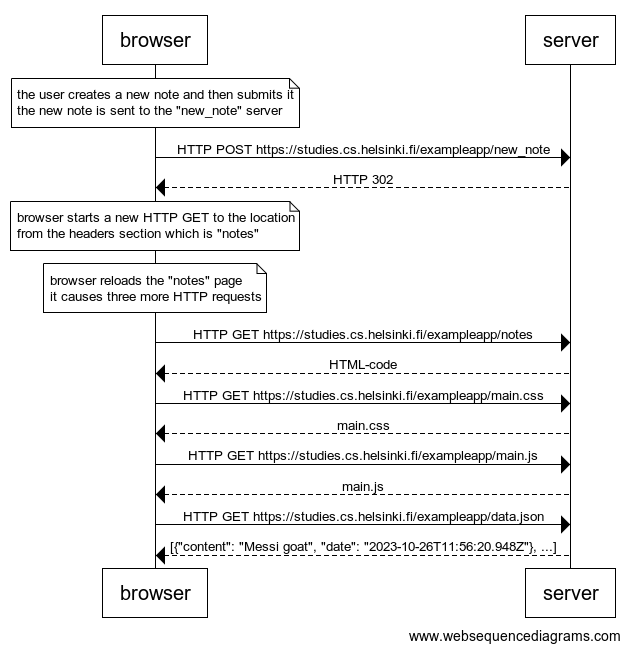 browser
server
the user creates a new note and then submits it
the new note is sent to the "new_note" server
HTTP POST https://studies.cs.helsinki.fi/exampleapp/new_note
HTTP 302
browser starts a new HTTP GET to the location
from the headers section which is "notes"
browser reloads the "notes" page
it causes three more HTTP requests
HTTP GET https://studies.cs.helsinki.fi/exampleapp/notes
HTML-code
HTTP GET https://studies.cs.helsinki.fi/exampleapp/main.css
main.css
HTTP GET https://studies.cs.helsinki.fi/exampleapp/main.js
main.js
HTTP GET https://studies.cs.helsinki.fi/exampleapp/data.json
[{"content": "Messi goat", "date": "2023-10-26T11:56:20.948Z"}, ...]
browser
server
www.websequencediagrams.com